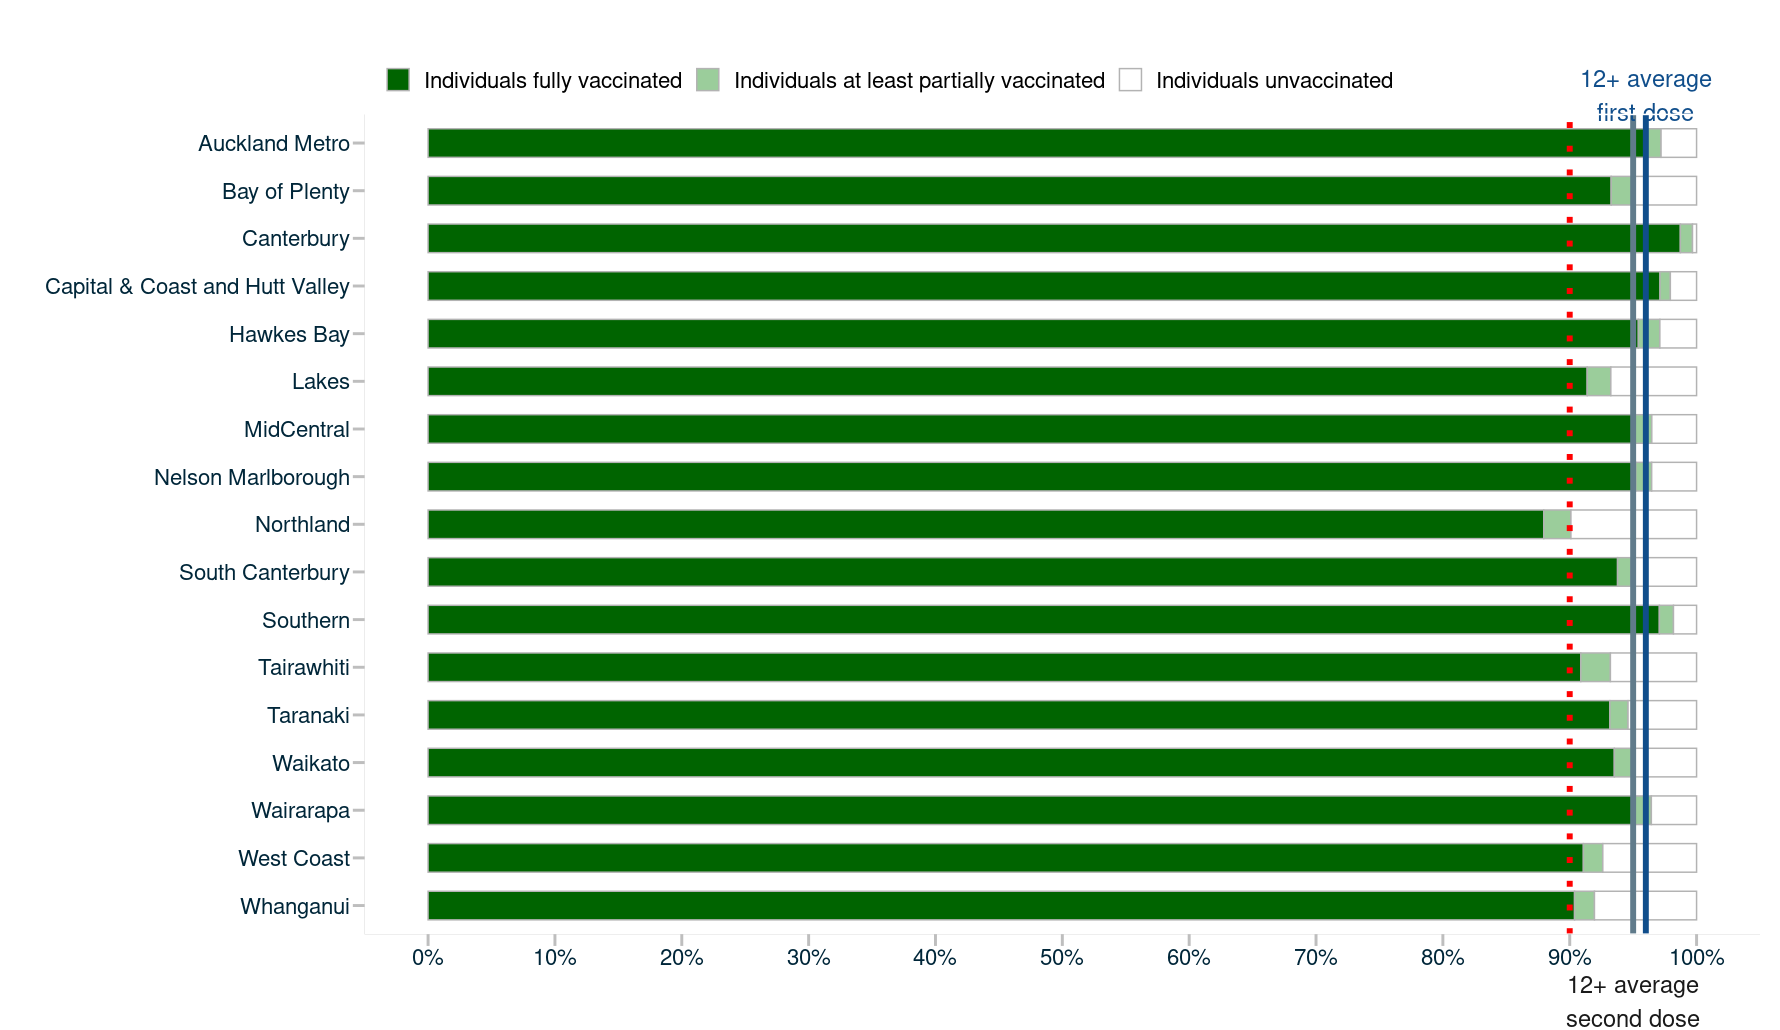 Individuals fully vaccinated Individuals at least partially vaccinated Individuals unvaccinated
12+ average
first dose
Auckland Metro
Bay of Plenty
Canterbury
Capital & Coast and Hutt Valley
Hawkes Bay
Lakes
MidCentral
Nelson Marlborough
Northland
South Canterbury
Southern
Tairawhiti
Taranaki
Waikato
Wairarapa
West Coast
Whanganui
0% 10% 20% 30% 40% 50% 60% 70% 80% 90% 100%
12+ average
second dose